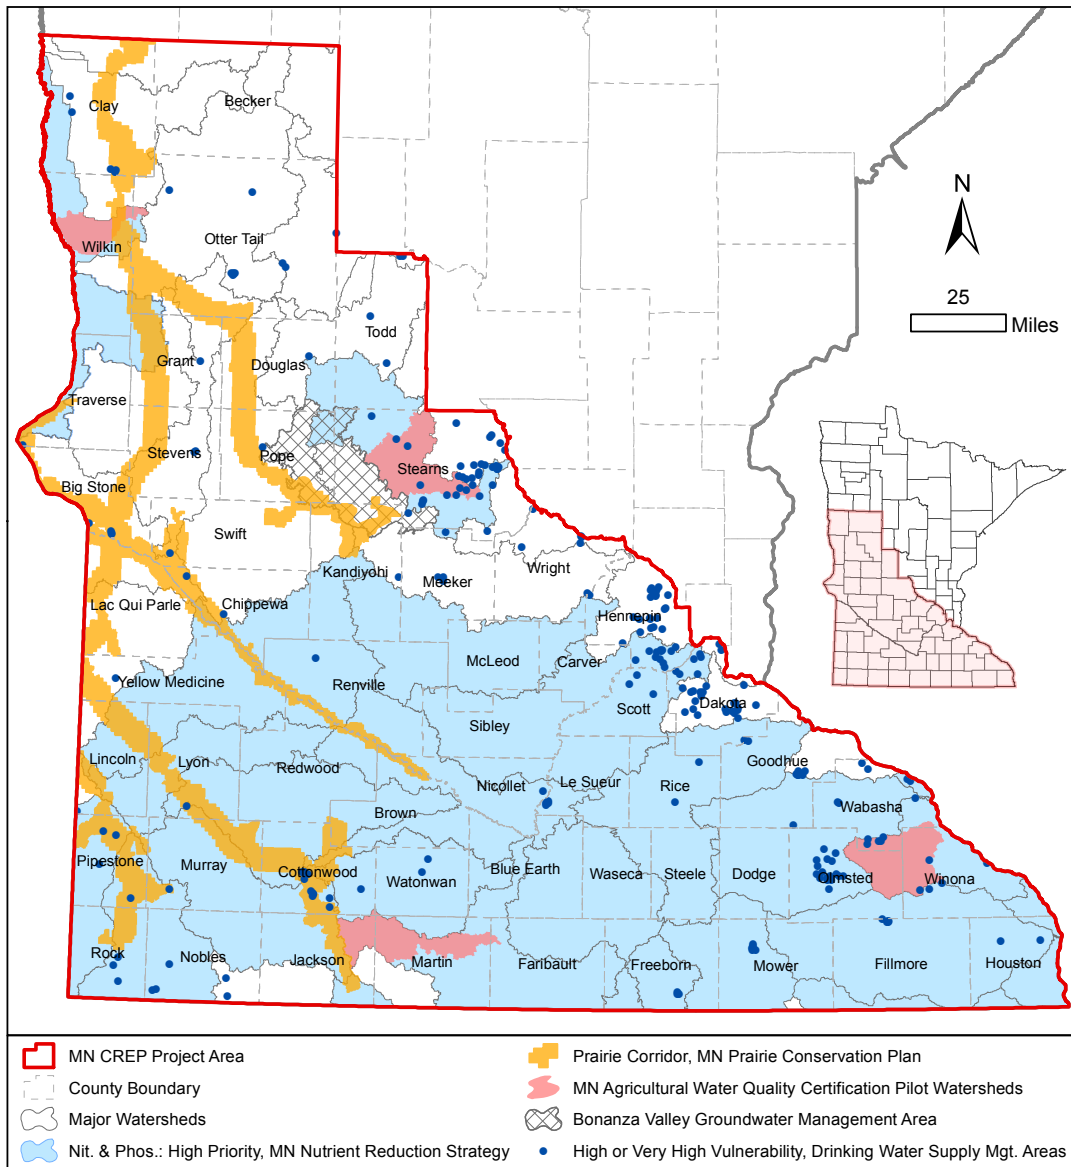 Clay
Becker
N
Wilkin
Otter Tail
25
Miles
Todd
Grant
Douglas
Traverse
Stevens
Pope
Stearns
Big Stone
Swift
Kandiyohi
Meeker
Wright
Lac Qui Parle
Chippewa
Hennepin
McLeod
Carver
Yellow Medicine
Renville
Scott
Dakota
Sibley
Lincoln
Lyon
Redwood
Nicollet
Le Sueur
Rice
Goodhue
Brown
Wabasha
Pipestone
Murray
Cottonwood
Watonwan
Blue Earth
Waseca
Steele
Dodge
Olmsted
Winona
Rock
Nobles
Jackson
Martin
Faribault
Freeborn
Mower
Fillmore
Houston
MN CREP Project Area
County Boundary
Major Watersheds
Nit. & Phos.: High Priority, MN Nutrient Reduction Strategy
Prairie Corridor, MN Prairie Conservation Plan
MN Agricultural Water Quality Certification Pilot Watersheds
Bonanza Valley Groundwater Management Area
High or Very High Vulnerability, Drinking Water Supply Mgt. Areas